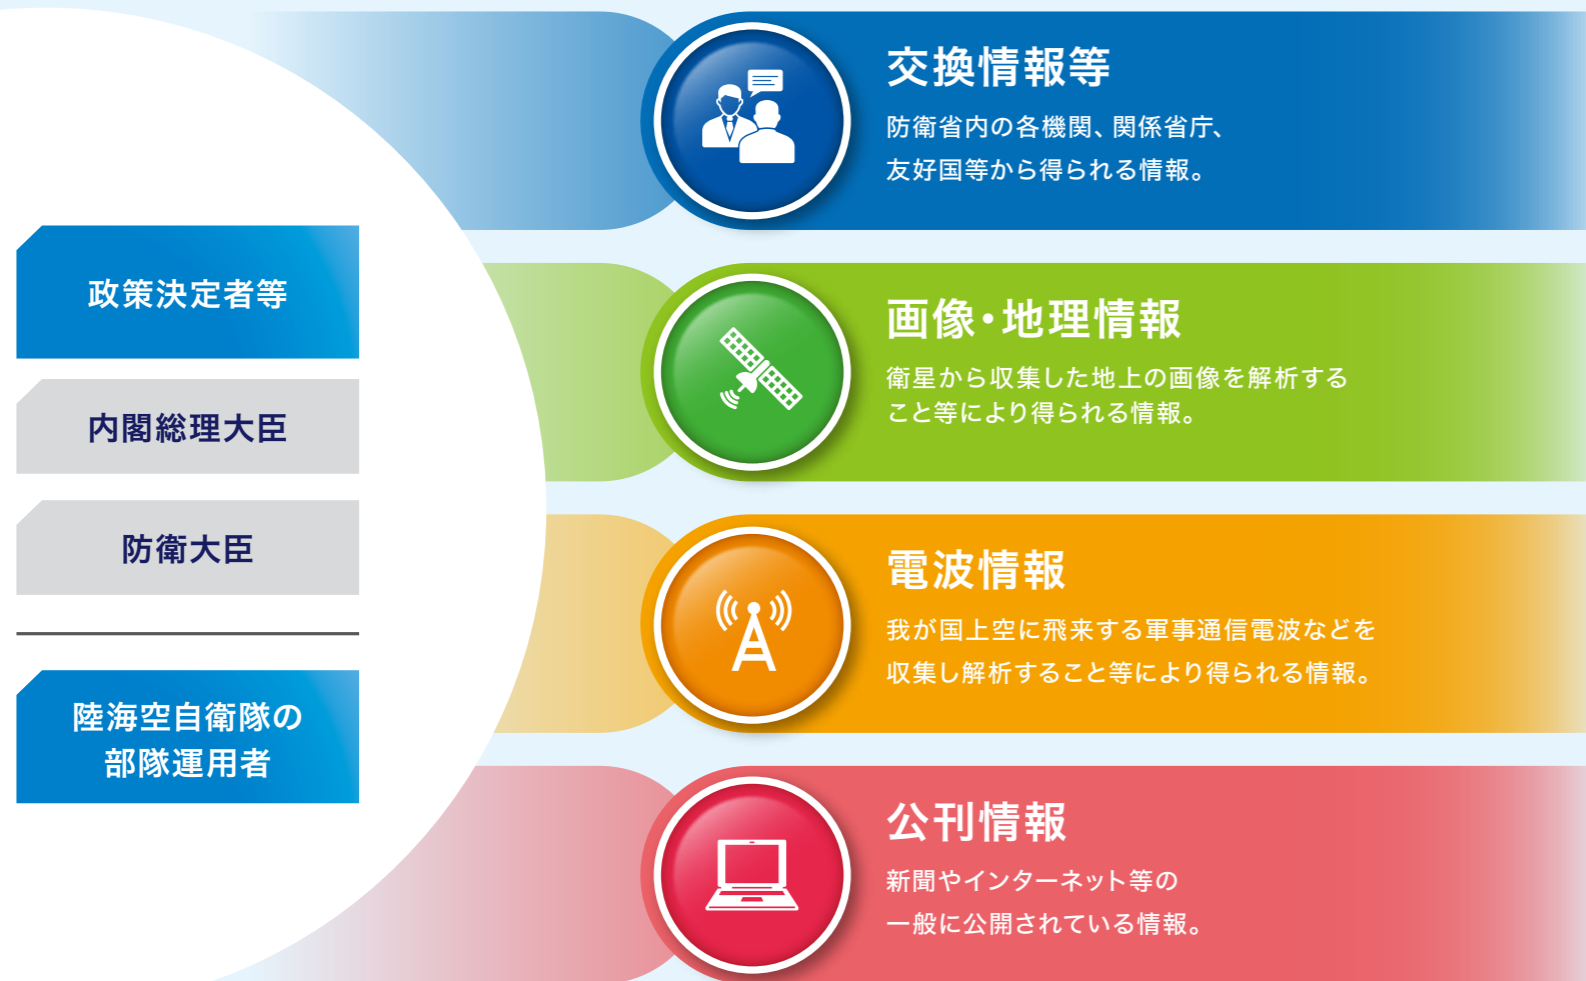 政策決定者等
内閣総理大臣
防衛大臣
陸海空自衛隊の
部隊運用者
交換情報等
防衛省内の各機関、関係省庁、
友好国等から得られる情報。
画像・地理情報
衛星から収集した地上の画像を解析する
こと等により得られる情報。
電波情報
我が国上空に飛来する軍事通信電波などを
収集し解析すること等により得られる情報。
公刊情報
新聞やインターネット等の
一般に公開されている情報。